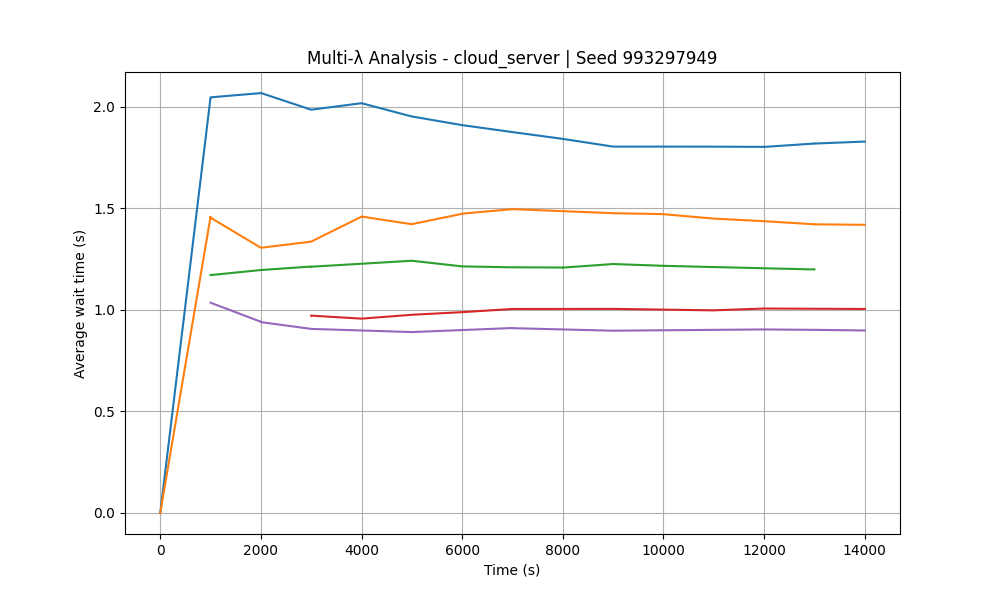 Multi-λ Analysis - cloud_server | Seed 993297949
Average wait time (s)
2.0
1.5
1.0
0.5
0.0
0 2000 4000 6000 8000 10000 12000 14000
Time (s)